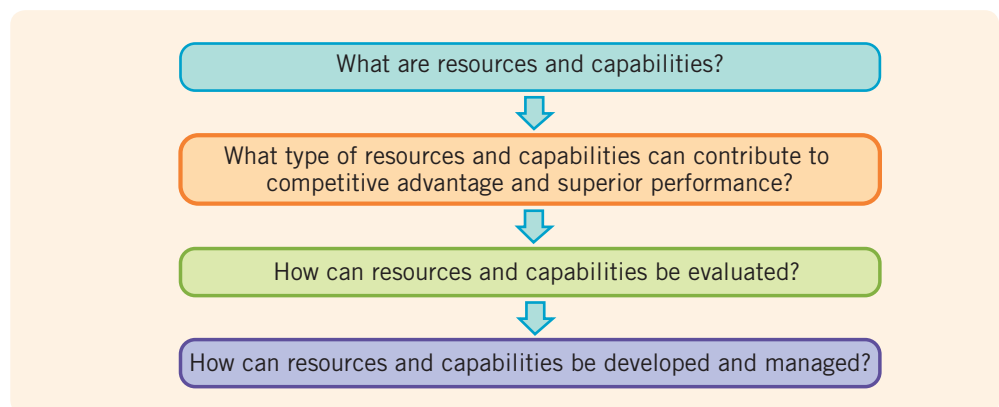 What are resources and capabilities?
What type of resources and capabilities can contribute to
competitive advantage and superior performance?
How can resources and capabilities be evaluated?
How can resources and capabilities be developed and managed?